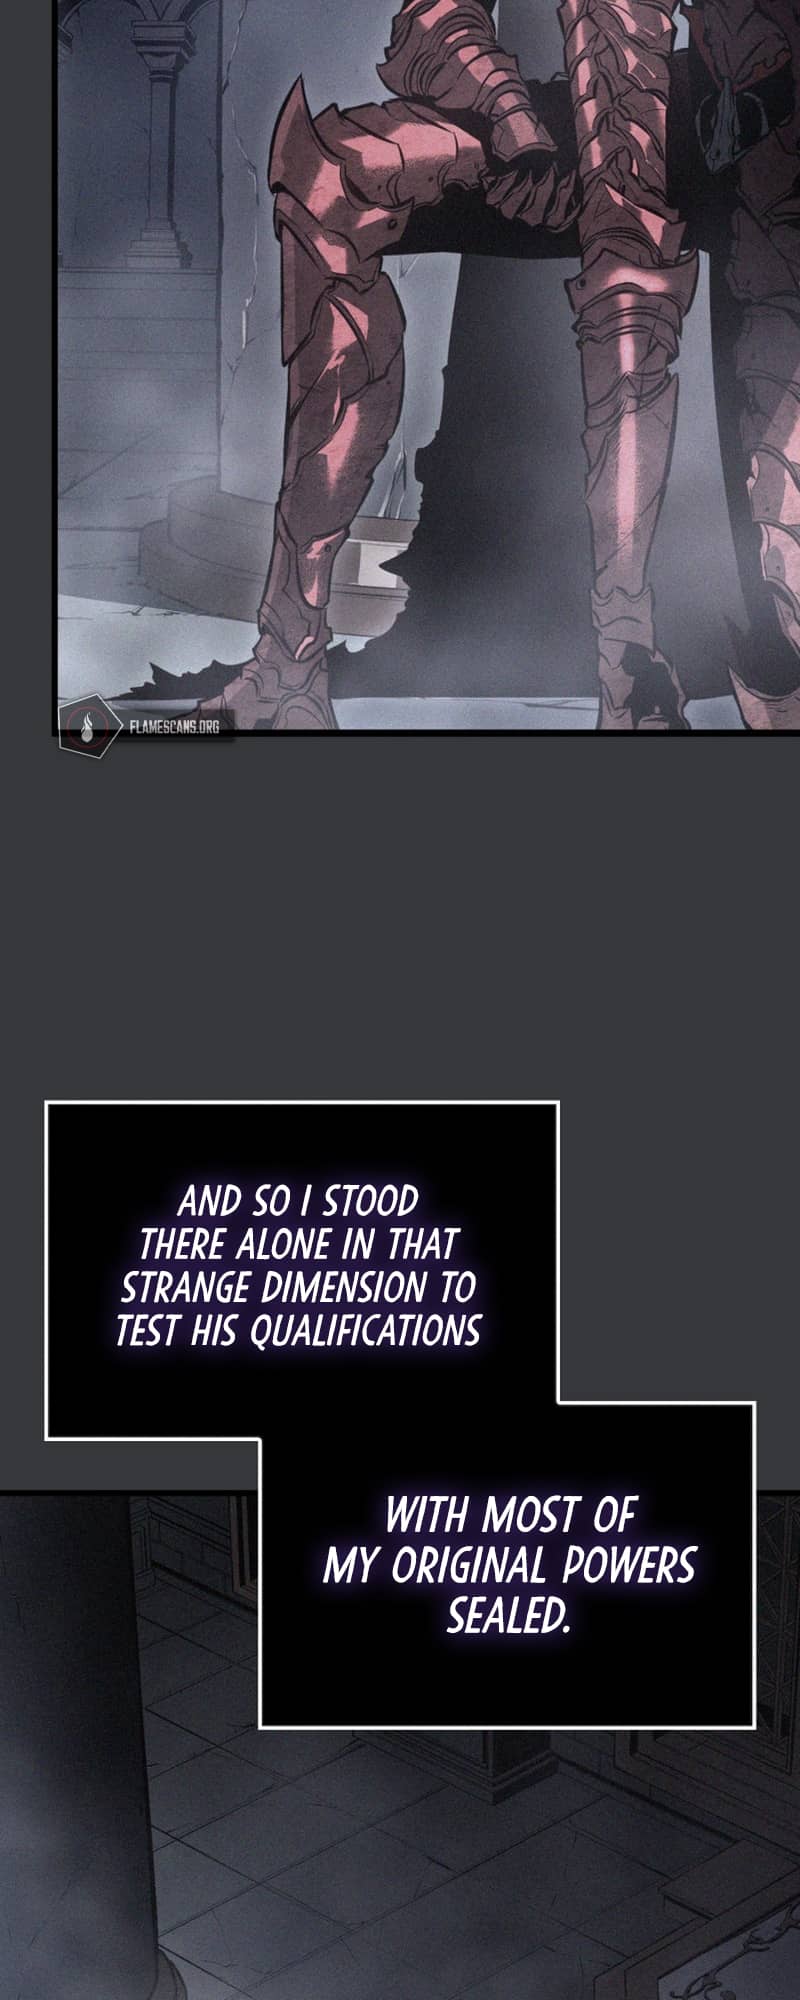 FLAMESCANS.ORG
AND SO I STOOD
THERE ALONE IN THAT
STRANGE DIMENSION TO
TEST HIS QUALIFICATIONS
WITH MOST OF
MY ORIGINAL POWERS
SEALED.